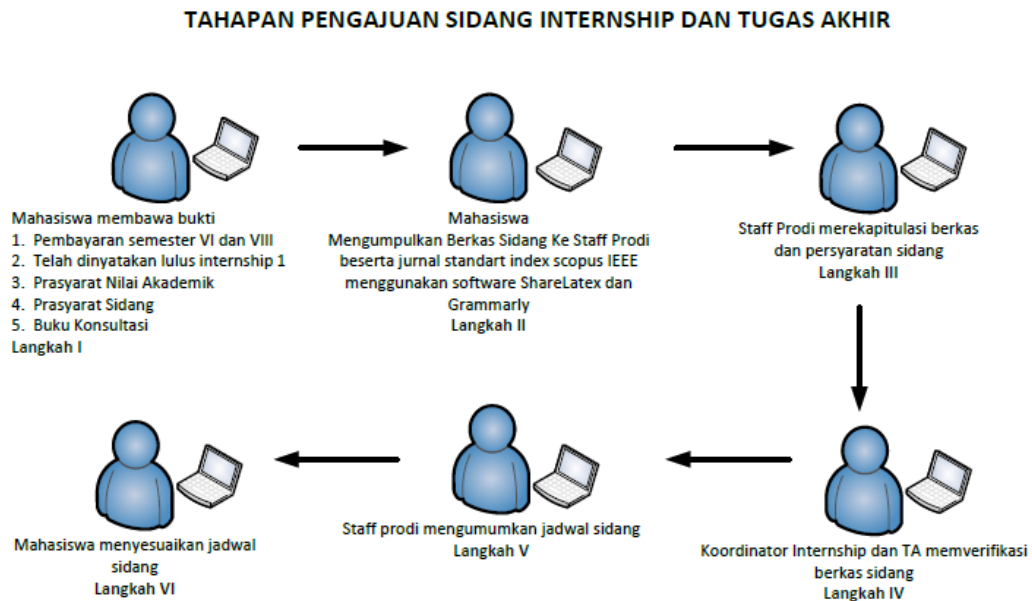 TAHAPAN PENGAJUAN SIDANG INTERNSHIP DAN TUGAS AKHIR
Mahasiswa membawa bukti
1. Pembayaran semester VI dan VIII
2. Telah dinyatakan lulus internship 1
3. Prasyarat Nilai Akademik
4. Prasyarat Sidang
5. Buku Konsultasi
Langkah I
Mahasiswa
Mengumpulkan Berkas Sidang Ke Staff Prodi
beserta jurnal standart index scopus IEEE
menggunakan software ShareLatex dan
Grammarly
Langkah II
Staff Prodi merekapitulasi berkas
dan persyaratan sidang
Langkah III
Koordinator Internship dan TA memverifikasi
berkas sidang
Langkah IV
Staff prodi mengumumkan jadwal sidang
Langkah V
Mahasiswa menyesuaikan jadwal
sidang
Langkah VI